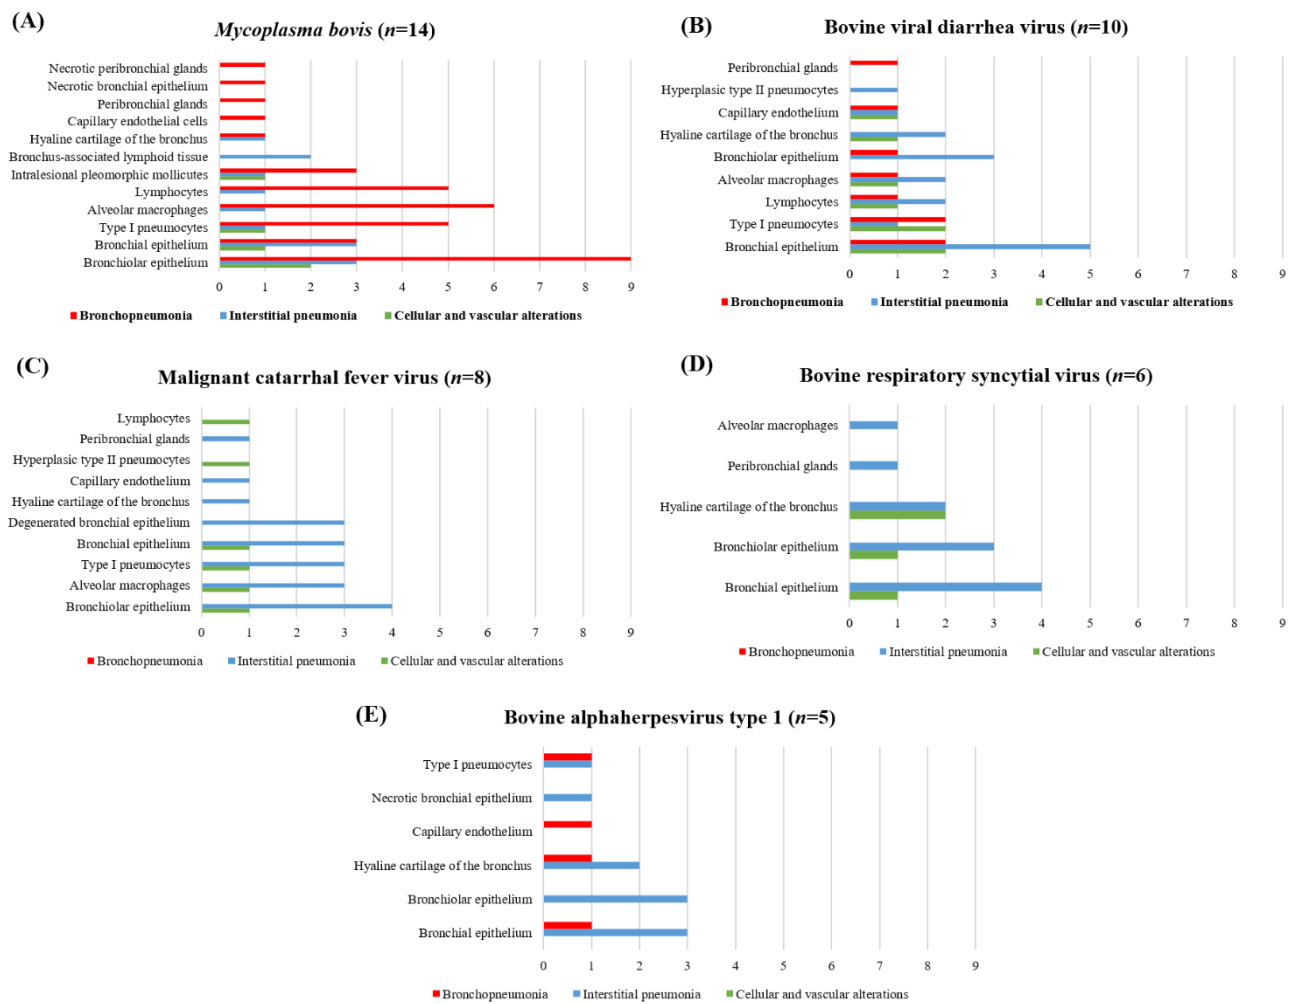 (A)
Mycoplasma bovis (n=14)
Necrotic peribronchial glands
Necrotic bronchial epithelium
Peribronchial glands
Capillary endothelial cells
Hyaline cartilage of the bronchus
Bronchus-associated lymphoid tissue
Intralesional pleomorphic mollicutes
Lymphocytes
Alveolar macrophages
Type I pneumocytes
Bronchial epithelium
Bronchiolar epithelium
0 1 2 3 4 5 6 7 8 9
Bronchopneumonia Interstitial pneumonia Cellular and vascular alterations
(B)
Bovine viral diarrhea virus (n=10)
Peribronchial glands
Hyperplasic type II pneumocytes
Capillary endothelium
Hyaline cartilage of the bronchus
Bronchiolar epithelium
Alveolar macrophages
Lymphocytes
Type I pneumocytes
Bronchial epithelium
0 1 2 3 4 5 6 7 8 9
Bronchopneumonia Interstitial pneumonia Cellular and vascular alterations
(C)
Malignant catarrhal fever virus (n=8)
Lymphocytes
Peribronchial glands
Hyperplasic type II pneumocytes
Capillary endothelium
Hyaline cartilage of the bronchus
Degenerated bronchial epithelium
Bronchial epithelium
Type I pneumocytes
Alveolar macrophages
Bronchiolar epithelium
0 1 2 3 4 5 6 7 8 9
Bronchopneumonia Interstitial pneumonia Cellular and vascular alterations
(D)
Bovine respiratory syncytial virus (n=6)
Alveolar macrophages
Peribronchial glands
Hyaline cartilage of the bronchus
Bronchiolar epithelium
Bronchial epithelium
0 1 2 3 4 5 6 7 8 9
Bronchopneumonia Interstitial pneumonia Cellular and vascular alterations
(E)
Bovine alphaherpesvirus type 1 (n=5)
Type I pneumocytes
Necrotic bronchial epithelium
Capillary endothelium
Hyaline cartilage of the bronchus
Bronchiolar epithelium
Bronchial epithelium
0 1 2 3 4 5 6 7 8 9
Bronchopneumonia Interstitial pneumonia Cellular and vascular alterations